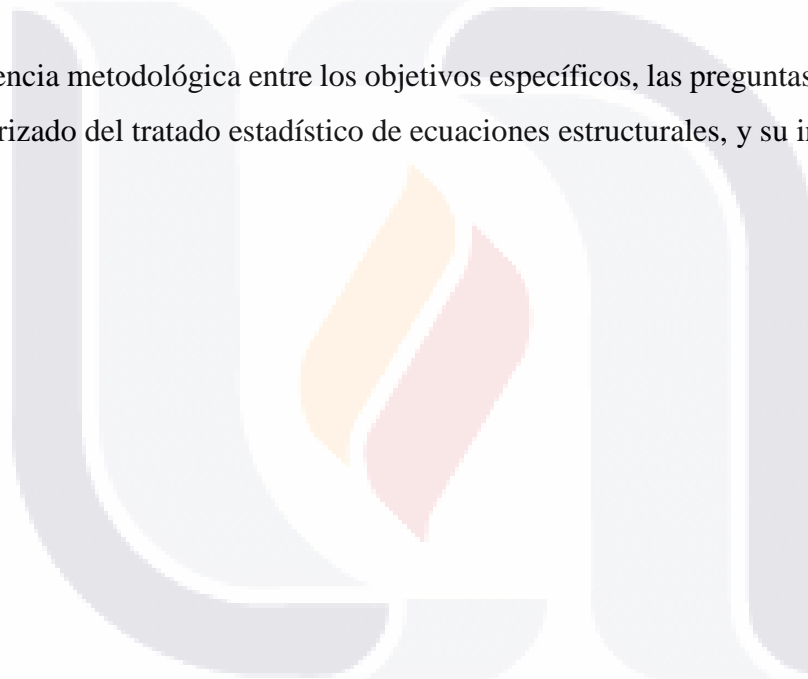 encia metodológica entre los objetivos específicos, las preguntas
rizado del tratado estadístico de ecuaciones estructurales, y su i